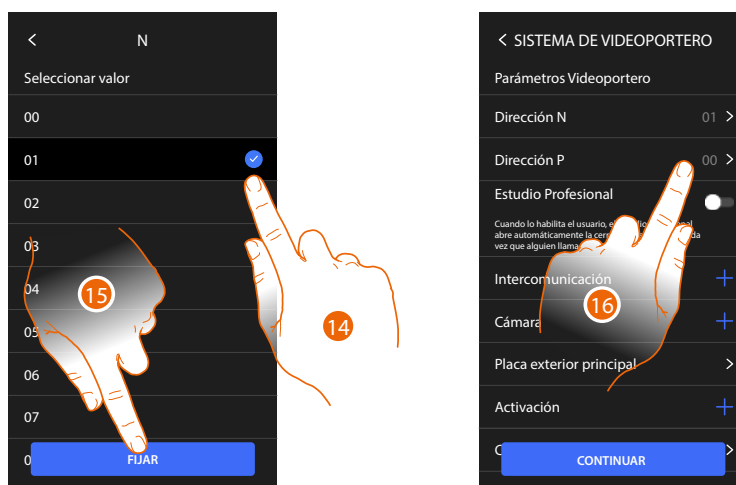 N
Seleccionar valor
00
01
02
03
04
05
06
07
0
FIJAR
15
14
SISTEMA DE VIDEOPORTERO
Parámetros Videoportero
Dirección N 01
Dirección P 00
Estudio Profesional
Cuando lo habilita el usuario, el
abre automáticamente la
vez que alguien llama
Intercomunicación
Cámara
Placa exterior principal
Activación
C
CONTINUAR
16